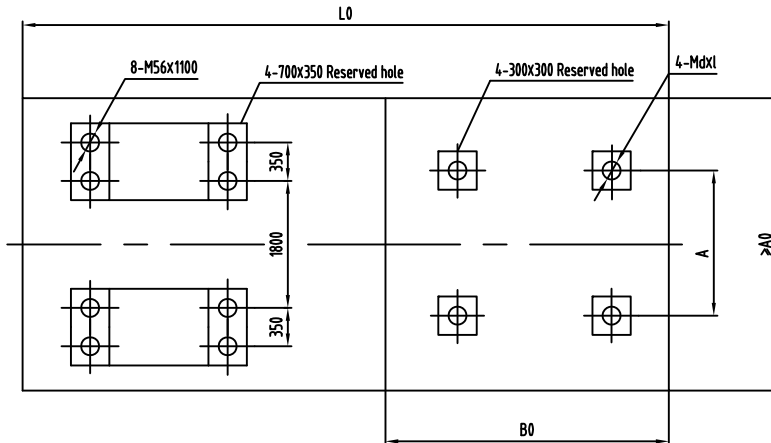 L0
8-M56X1100
4-700X350 Reserved hole
4-300X300 Reserved hole
4-MdXl
350
1800
350
A
≥A0
B0